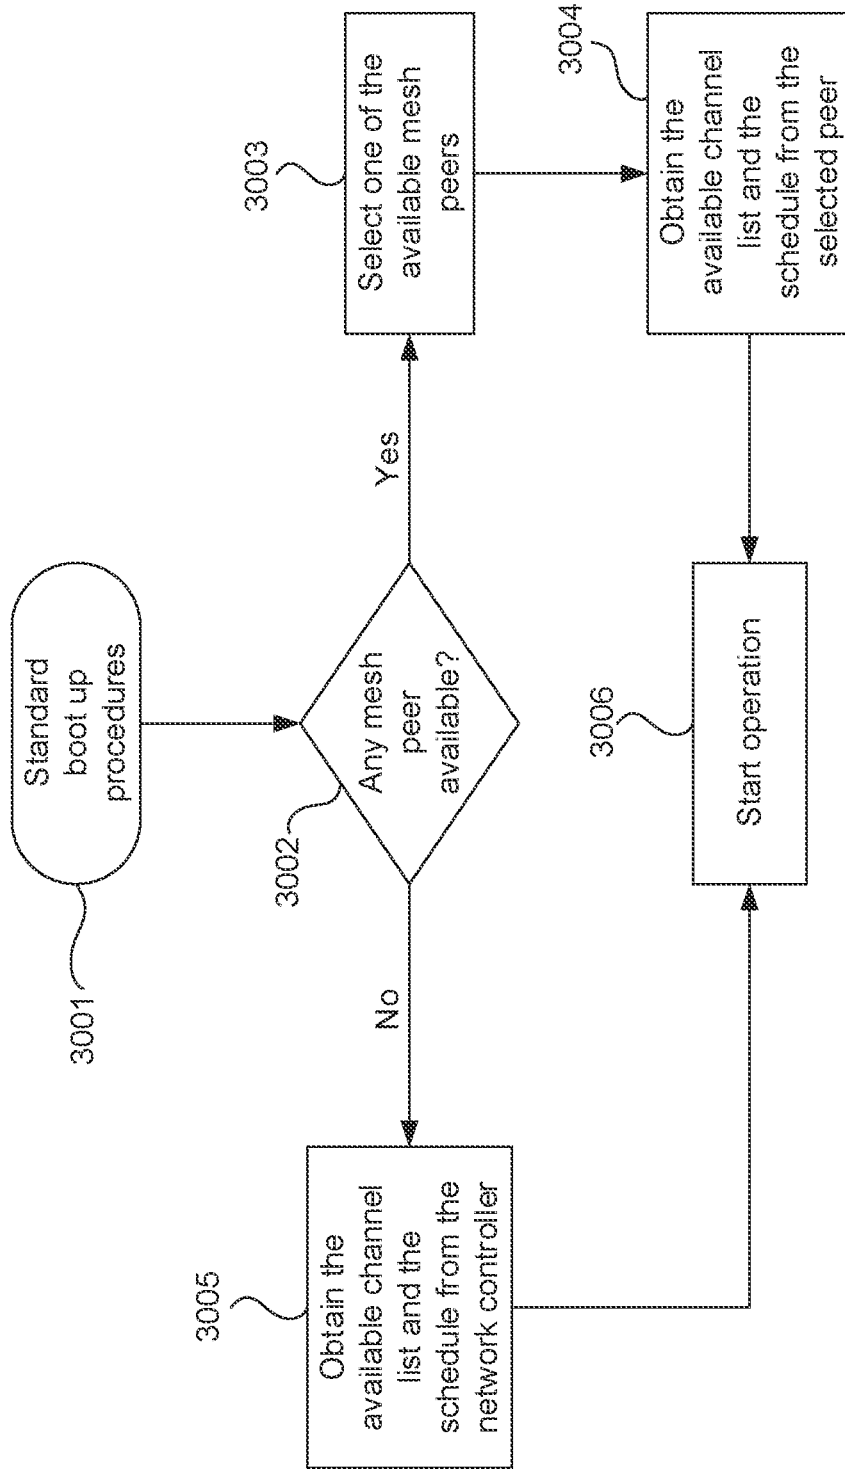 3001
Standard
boot up
procedures
3002
Any mesh
peer
available?
Yes
3003
Select one of the
available mesh
peers
3004
Obtain the
available channel
list and the
schedule from the
selected peer
No
3005
Obtain the
available channel
list and the
schedule from the
network controller
3006
Start operation